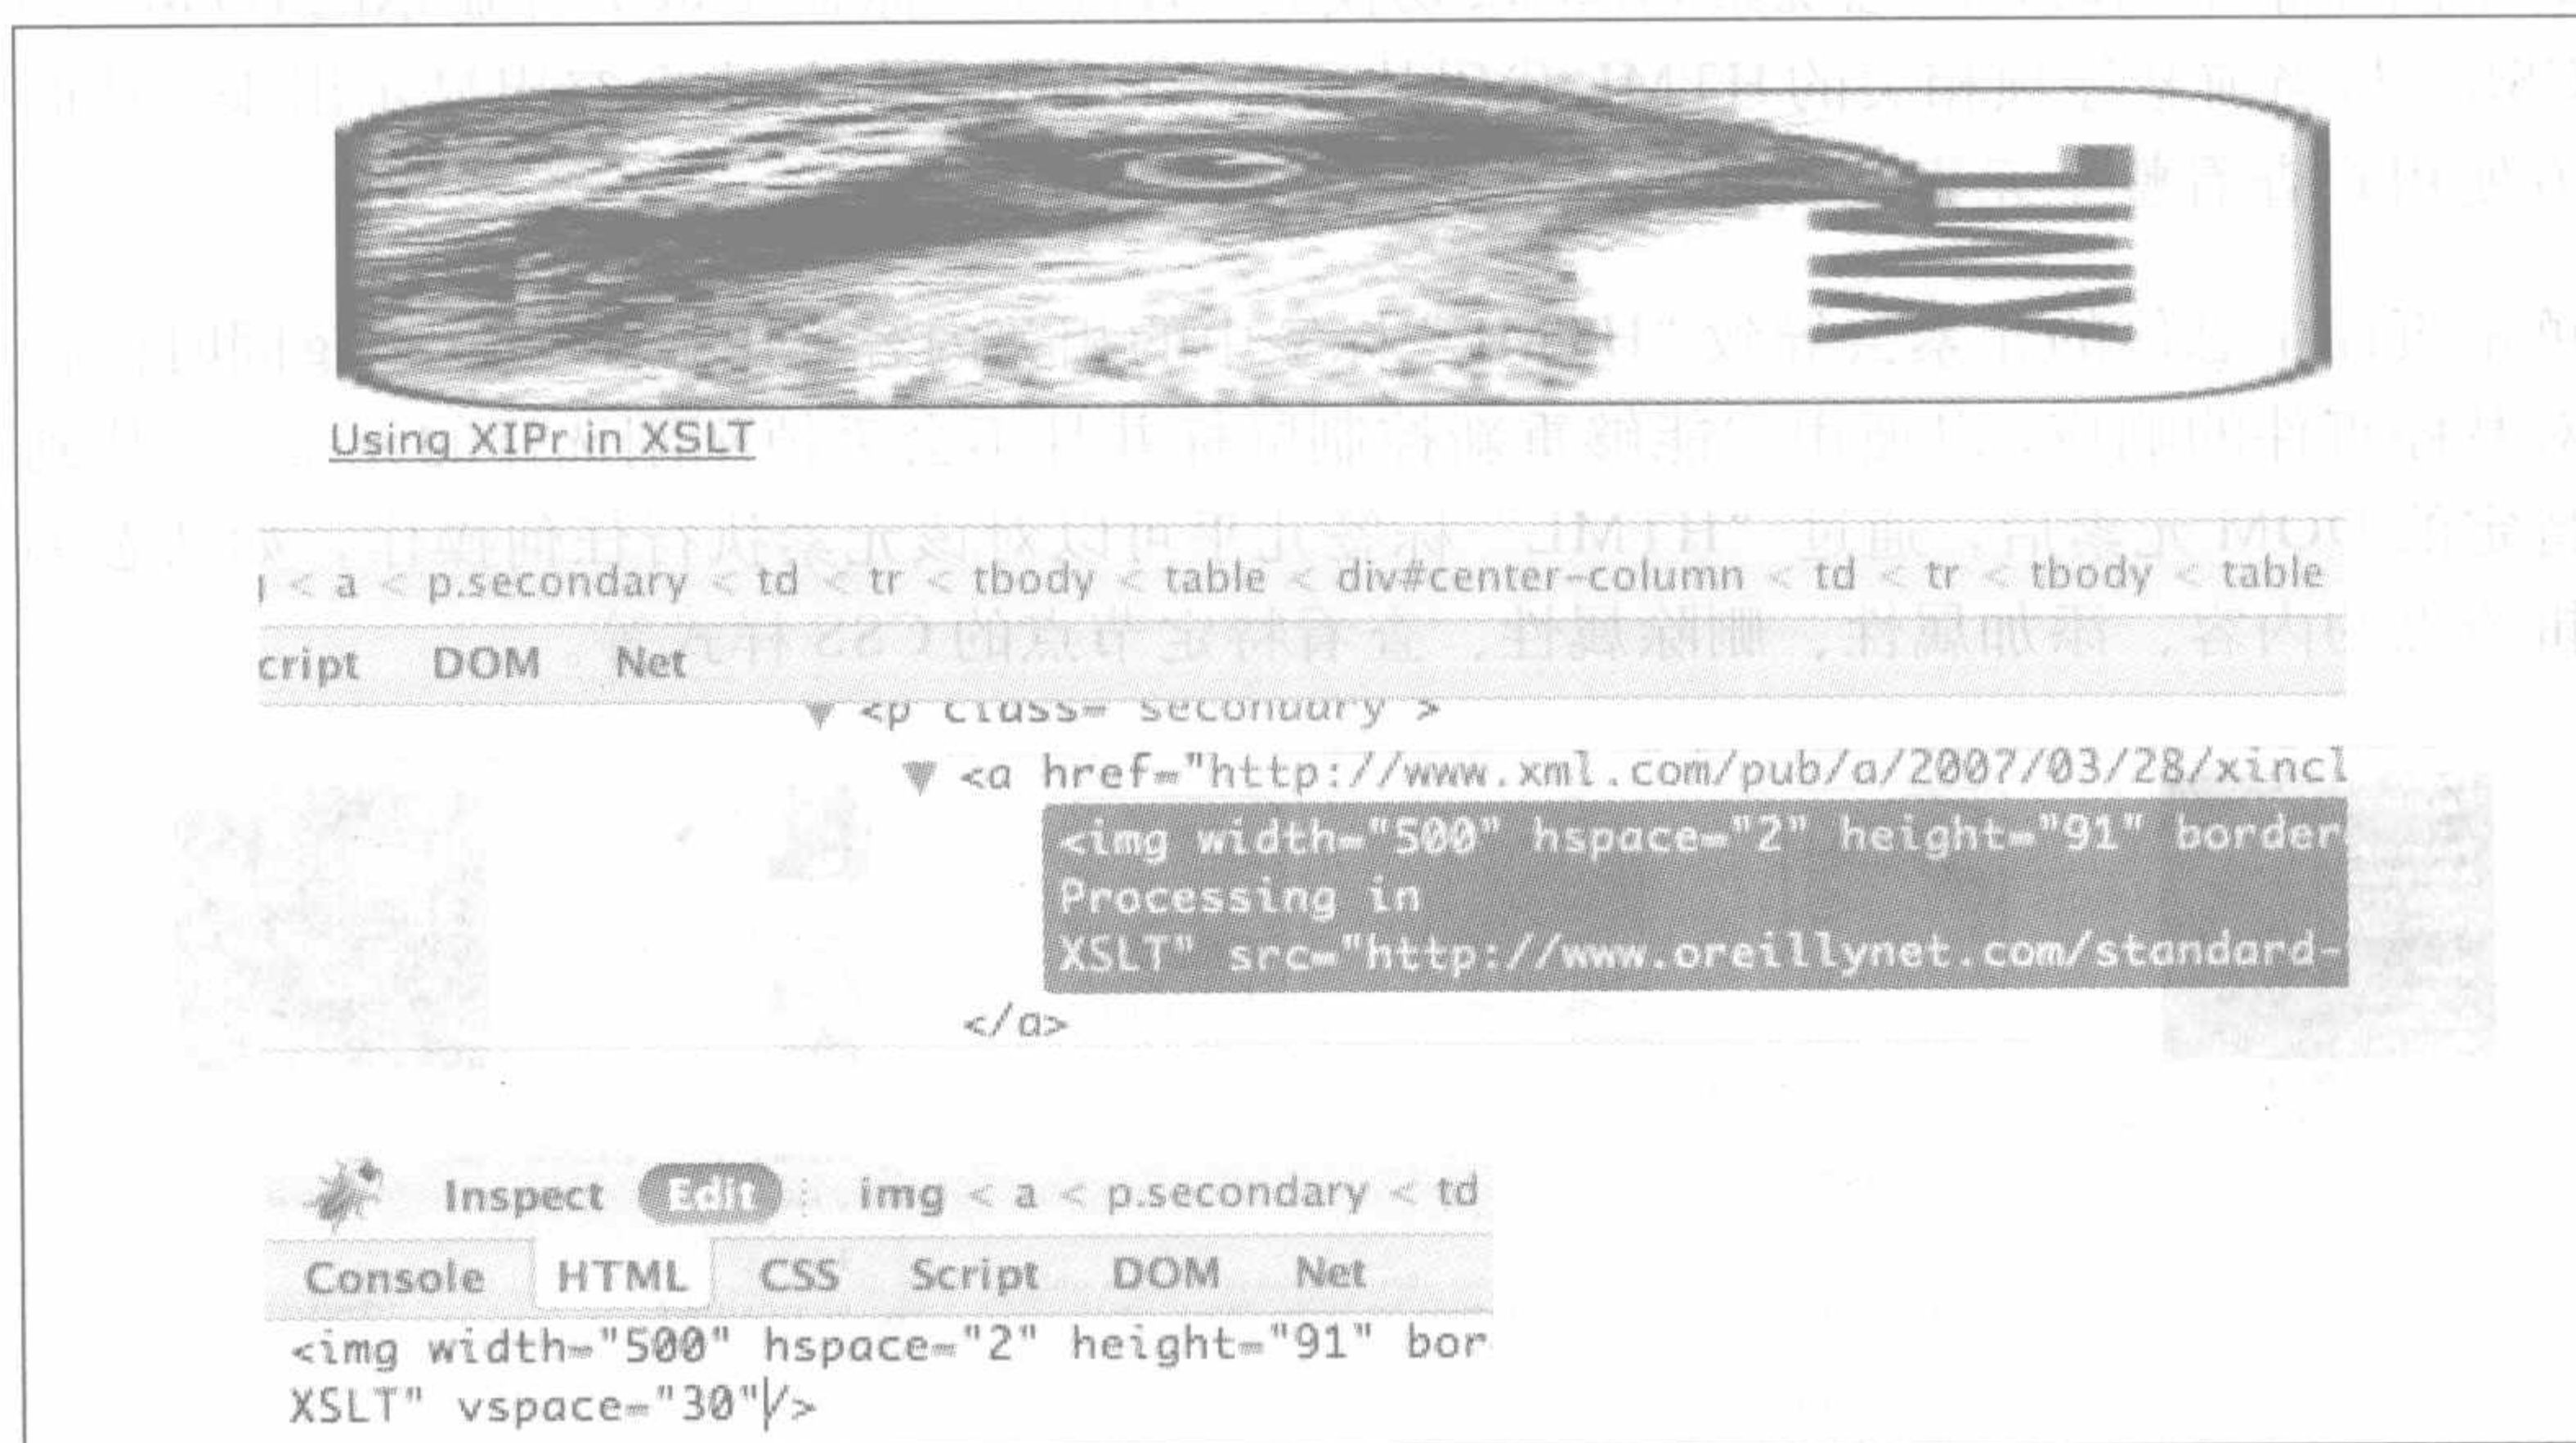 Using XIPr in XSLT
< a < p.secondary < td < tr < tbody < table < div#center-column < td < tr < tbody < table
cript DOM Net
<p class="secondary">
<a href="http://www.xml.com/pub/a/2007/03/28/xincl
<img width="500" hspace="2" height="91" border
Processing in
XSLT" src="http://www.oreillynet.com/standard-
</a>
Inspect Edit img < a < p.secondary < td
Console HTML CSS Script DOM Net
<img width="500" hspace="2" height="91" bor
XSLT" vspace="30"/>